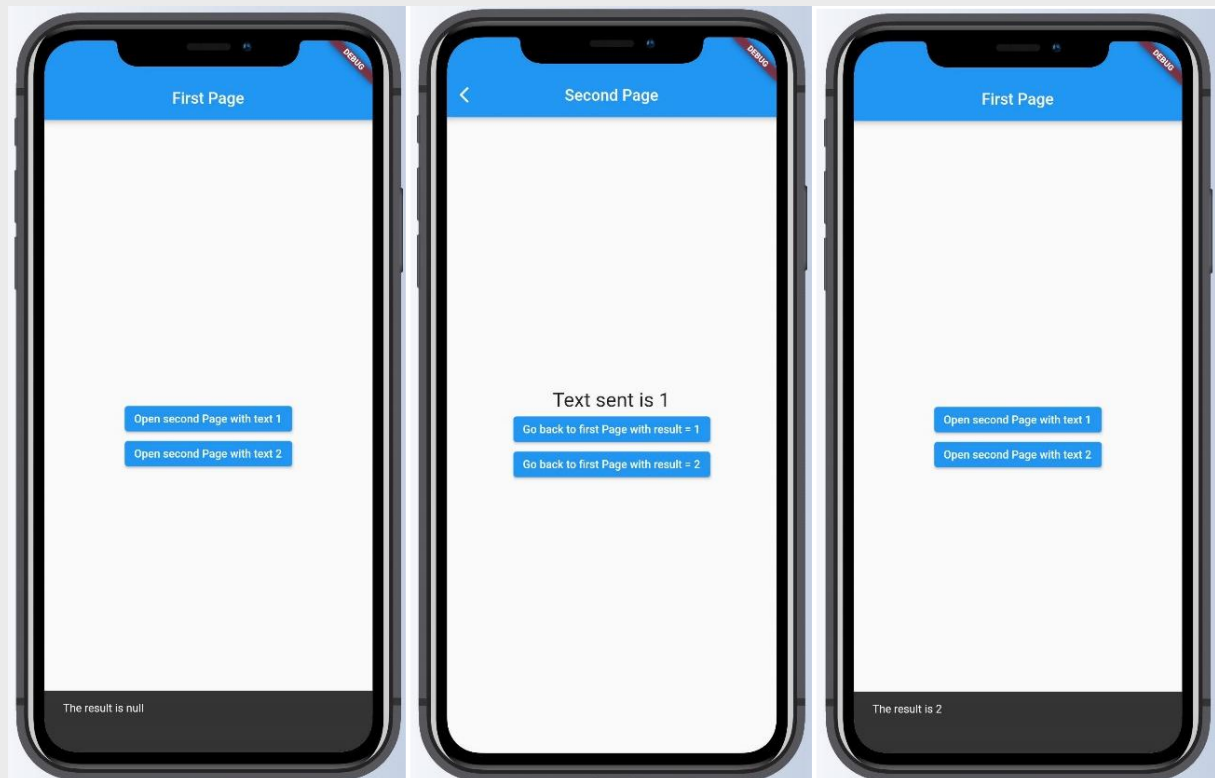 DEBUG
First Page
Open second Page with text 1
Open second Page with text 2
The result is null
DEBUG
Second Page
Text sent is 1
Go back to first Page with result = 1
Go back to first Page with result = 2
DEBUG
First Page
Open second Page with text 1
Open second Page with text 2
The result is 2